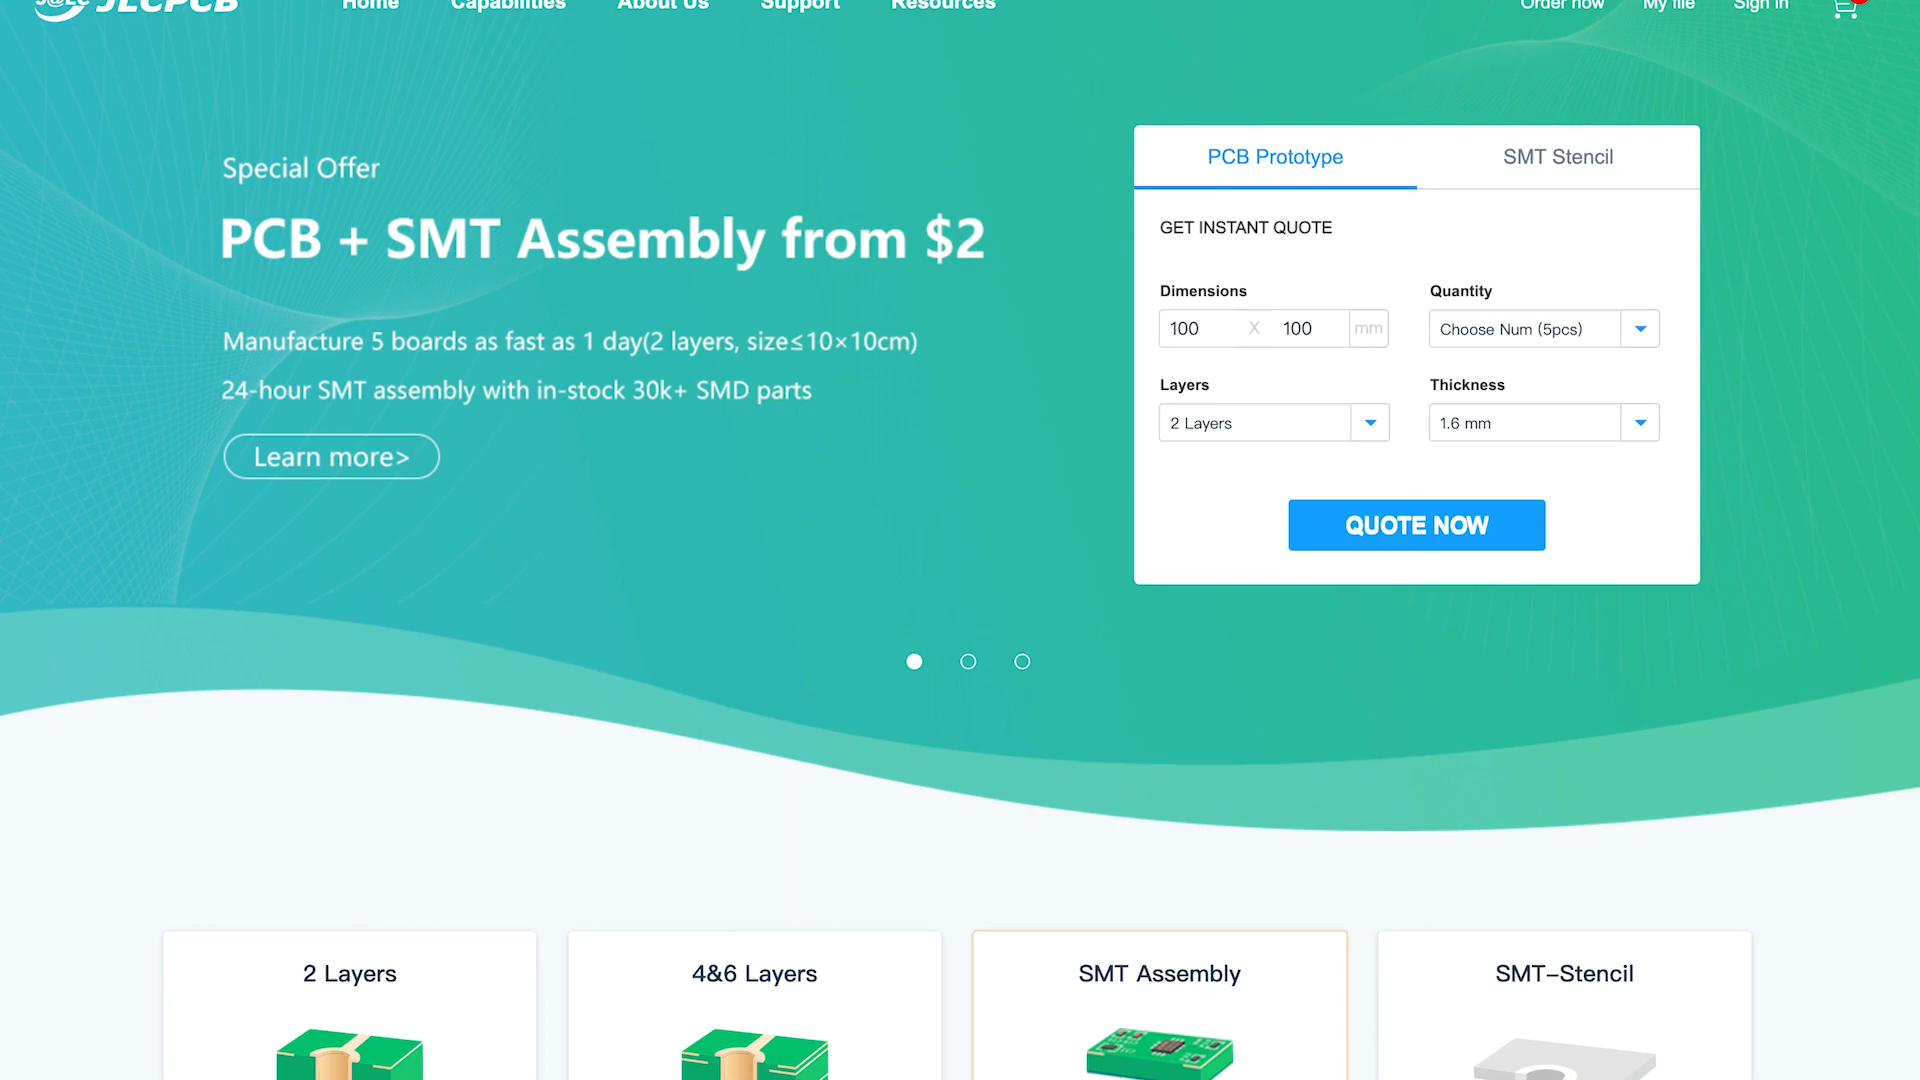 JLCPCB
Home
Capabilities
About Us
Support
Resources
Order now
My file
Sign in
Special Offer
PCB + SMT Assembly from $2
Manufacture 5 boards as fast as 1 day(2 layers, size≤10×10cm)
24-hour SMT assembly with in-stock 30k+ SMD parts
Learn more>
PCB Prototype
SMT Stencil
GET INSTANT QUOTE
Dimensions
Quantity
100 X 100 mm
Choose Num (5pcs)
Layers
Thickness
2 Layers
1.6 mm
QUOTE NOW
2 Layers
4&6 Layers
SMT Assembly
SMT-Stencil